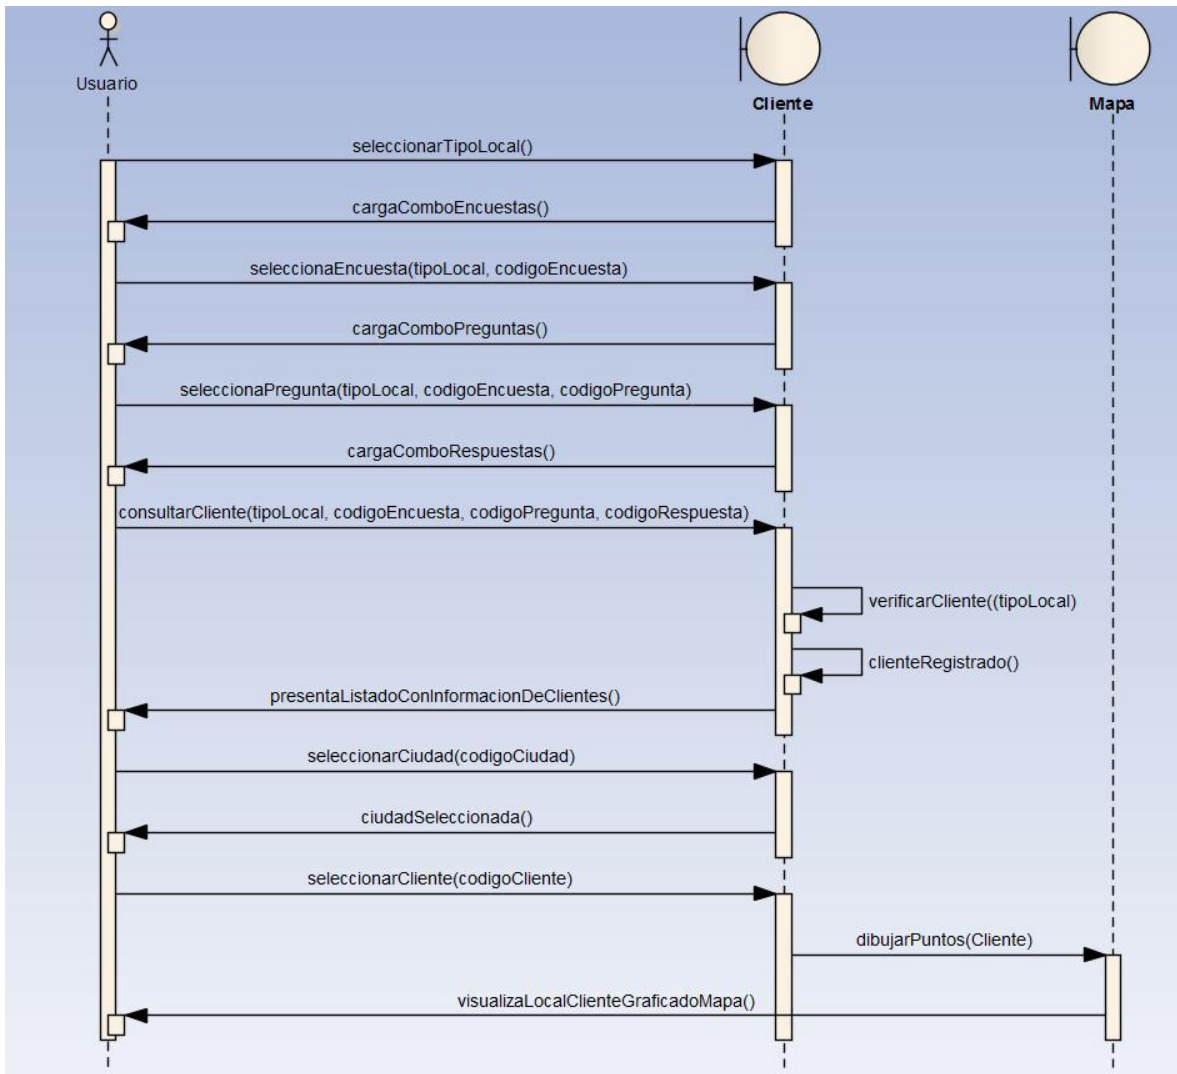 Usuario
Cliente
Mapa
seleccionarTipoLocal()
cargaComboEncuestas()
seleccionaEncuesta(tipoLocal, codigoEncuesta)
cargaComboPreguntas()
seleccionaPregunta(tipoLocal, codigoEncuesta, codigoPregunta)
cargaComboRespuestas()
consultarCliente(tipoLocal, codigoEncuesta, codigoPregunta, codigoRespuesta)
verificarCliente((tipoLocal)
clienteRegistrado()
presentaListadoConInformacionDeClientes()
seleccionarCiudad(codigoCiudad)
ciudadSeleccionada()
seleccionarCliente(codigoCliente)
dibujarPuntos(Cliente)
visualizaLocalClienteGraficadoMapa()